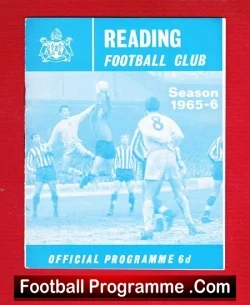 READING
FOOTBALL CLUB
Season
1965-6
8
OFFICIAL PROGRAMME 6d
Football Programme .Com